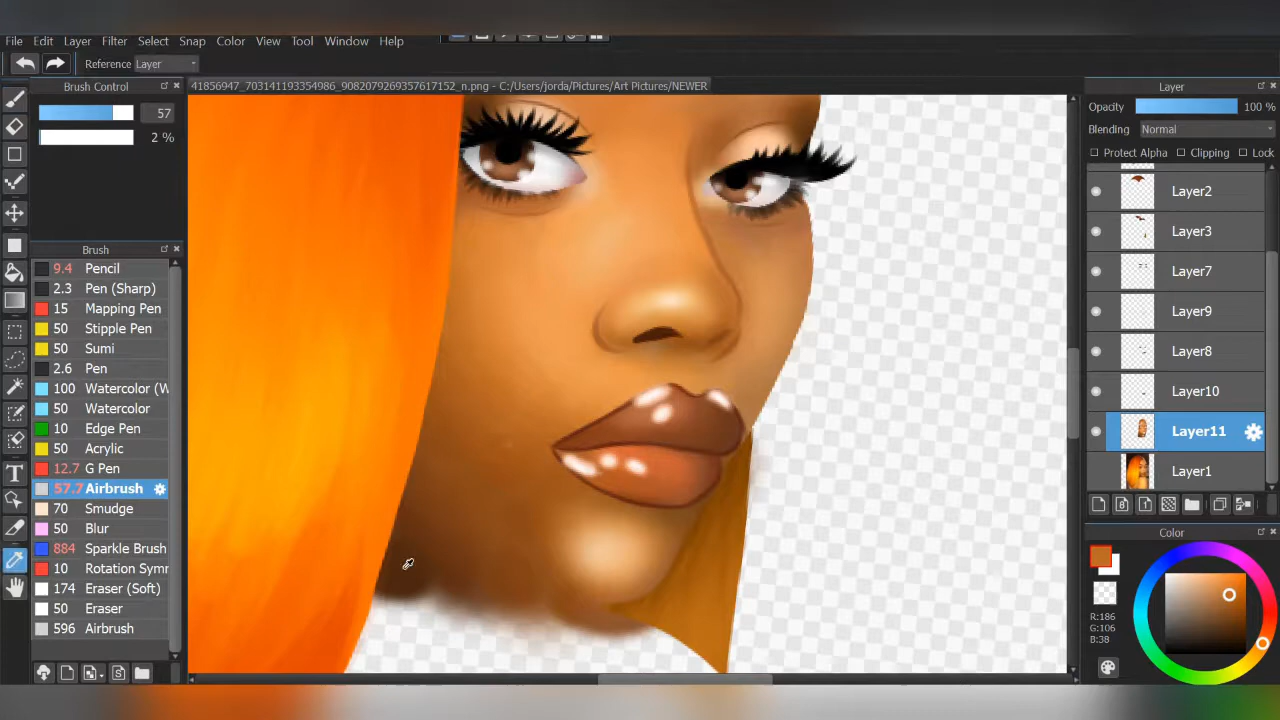 File Edit Layer Filter Select Snap Color View Tool Window Help
Reference Layer
Brush Control
57
2 %
41856947_703141193354986_9082079269357617152_n.png - C:/Users/jorda/Pictures/Art Pictures/NEWER
Brush
9.4 Pencil
2.3 Pen (Sharp)
15 Mapping Pen
50 Stipple Pen
50 Sumi
2.6 Pen
100 Watercolor (W
50 Watercolor
10 Edge Pen
50 Acrylic
12.7 G Pen
57.7 Airbrush
70 Smudge
50 Blur
884 Sparkle Brush
10 Rotation Symr
174 Eraser (Soft)
50 Eraser
596 Airbrush
Layer
Opacity 100 %
Blending Normal
Protect Alpha Clipping Lock
Layer2
Layer3
Layer7
Layer9
Layer8
Layer10
Layer11
Layer1
Color
R:186
G:106
B:38